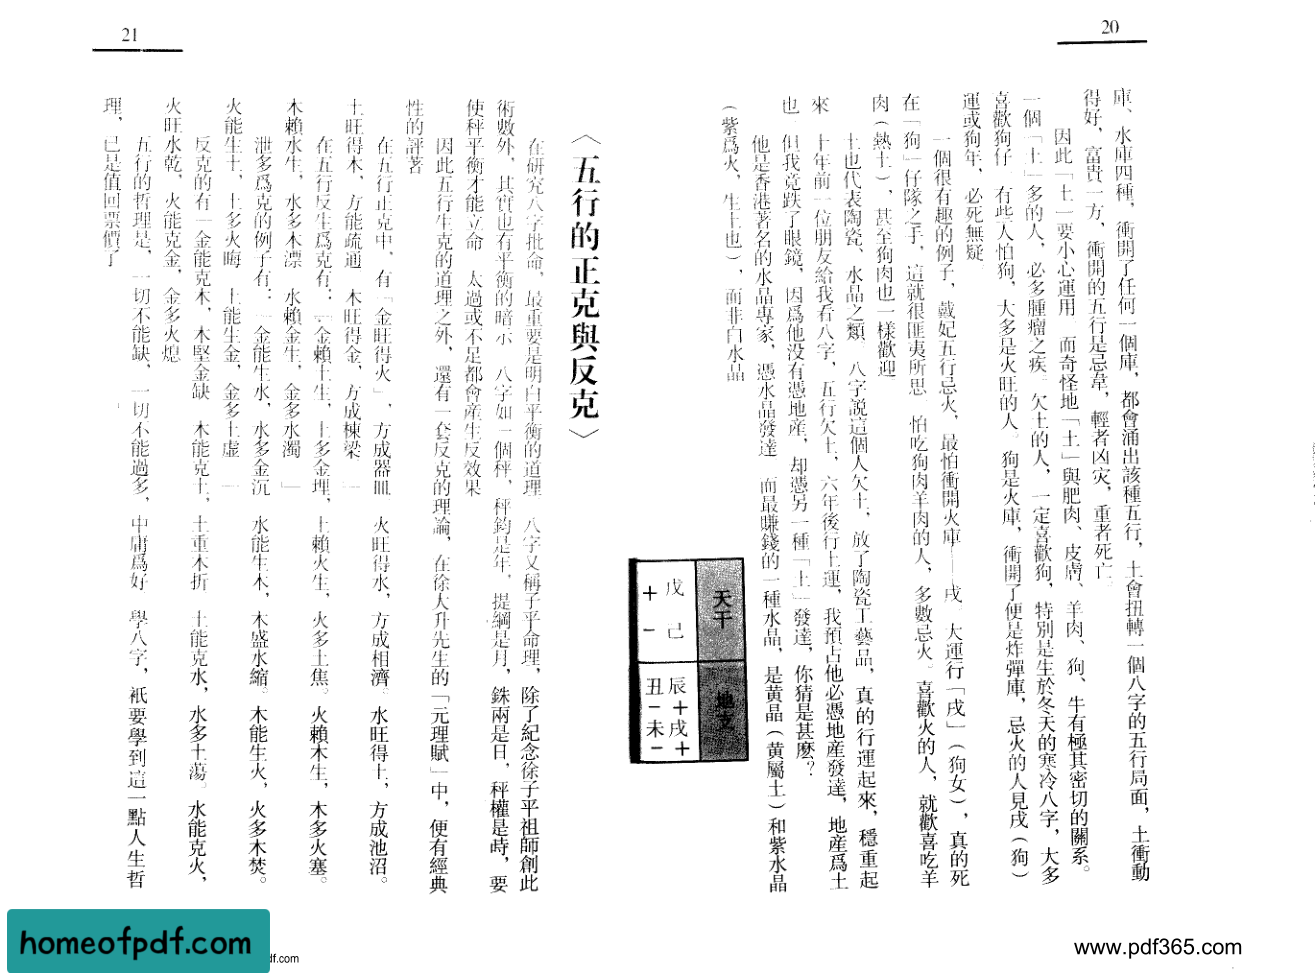 20
庫、水庫四種，衝開了任何一個庫，都會涌出該種五行，土會扭轉一個八字的五行局面，土衝動
得好，富貴一方，衝開的五行是忌韋，輕者凶灾，重者死亡。
因此「土」要小心運用　而奇怪地「土」與肥肉、皮膚、羊肉、狗、牛有極其密切的關系。
一個「土」多的人，必多腫瘤之疾。欠土的人，一定喜歡狗，特別是生於冬天的寒冷八字，大多
喜歡狗仔　有些人怕狗，大多是火旺的人。狗是火庫，衝開了便是炸彈庫，忌火的人見戌（狗）
運或狗年，必死無疑
一個很有趣的例子，戴妃五行忌火，最怕衝開火庫——戌　大運行「戌」（狗女），真的死
在「狗」仔隊之手，這就很匪夷所思　怕吃狗肉羊肉的人，多數忌火。喜歡火的人，就歡喜吃羊
肉（熱土），甚至狗肉也一樣歡迎
土也代表陶瓷、水晶之類　八字説這個人欠土，放了陶瓷工藝品，真的行運起來，穩重起
來　十年前一位朋友給我看八字，五行欠土，六年後行土運，我預占他必憑地産發達，地産爲土
也　但我竟跌了眼鏡，因爲他没有憑地産，却憑另一種「土」發達，你猜是甚麽？
他是香港著名的水晶專家，憑水晶發達　而最賺錢的一種水晶，是黄晶（黄屬土）和紫水晶
（紫爲火，生土也），而非白水晶
天干
戊 己
＋ －
地支
辰＋戌＋
丑－未－
21
〈五行的正克與反克〉
在研究八字批命，最重要是明白平衡的道理　八字又稱子平命理，除了紀念徐子平祖師創此
術數外，其實也有平衡的暗示　八字如一個秤，秤鈎是年，提綱是月，銖兩是日，秤權是時，要
使秤平衡才能立命　太過或不足都會産生反效果
因此五行生克的道理之外，還有一套反克的理論，在徐大升先生的「元理賦」中，便有經典
性的評著
在五行正克中，有「金旺得火」，方成器皿　火旺得水，方成相濟。水旺得土，方成池沼。
土旺得木，方能疏通　木旺得金，方成棟梁」
在五行反生爲克有：「金賴土生，土多金埋，土賴火生，火多土焦。火賴木生，木多火塞。
木賴水生，水多木漂　水賴金生，金多水濁」
泄多爲克的例子有：「金能生水，水多金沉　水能生木，木盛水縮。木能生火，火多木焚。
火能生土，土多火晦　土能生金，金多土虚」
反克的有「金能克木，木堅金缺　木能克土，土重木折　土能克水，水多土蕩。水能克火，
火旺水乾，火能克金，金多火熄
五行的哲理是，一切不能缺，一切不能過多，中庸爲好　學八字，衹要學到這一點人生哲
理，已是值回票價了
homeofpdf.com
df.com
www.pdf365.com